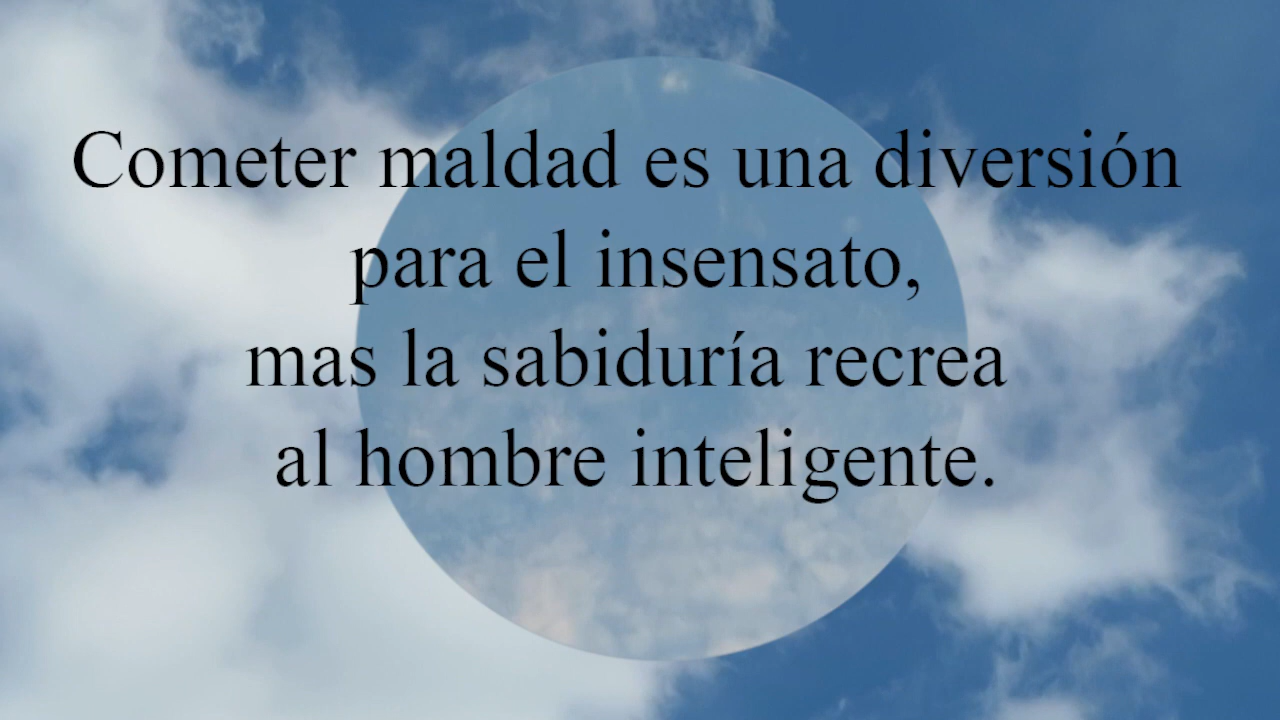 Cometer maldad es una diversión
para el insensato,
mas la sabiduría recrea
al hombre inteligente.